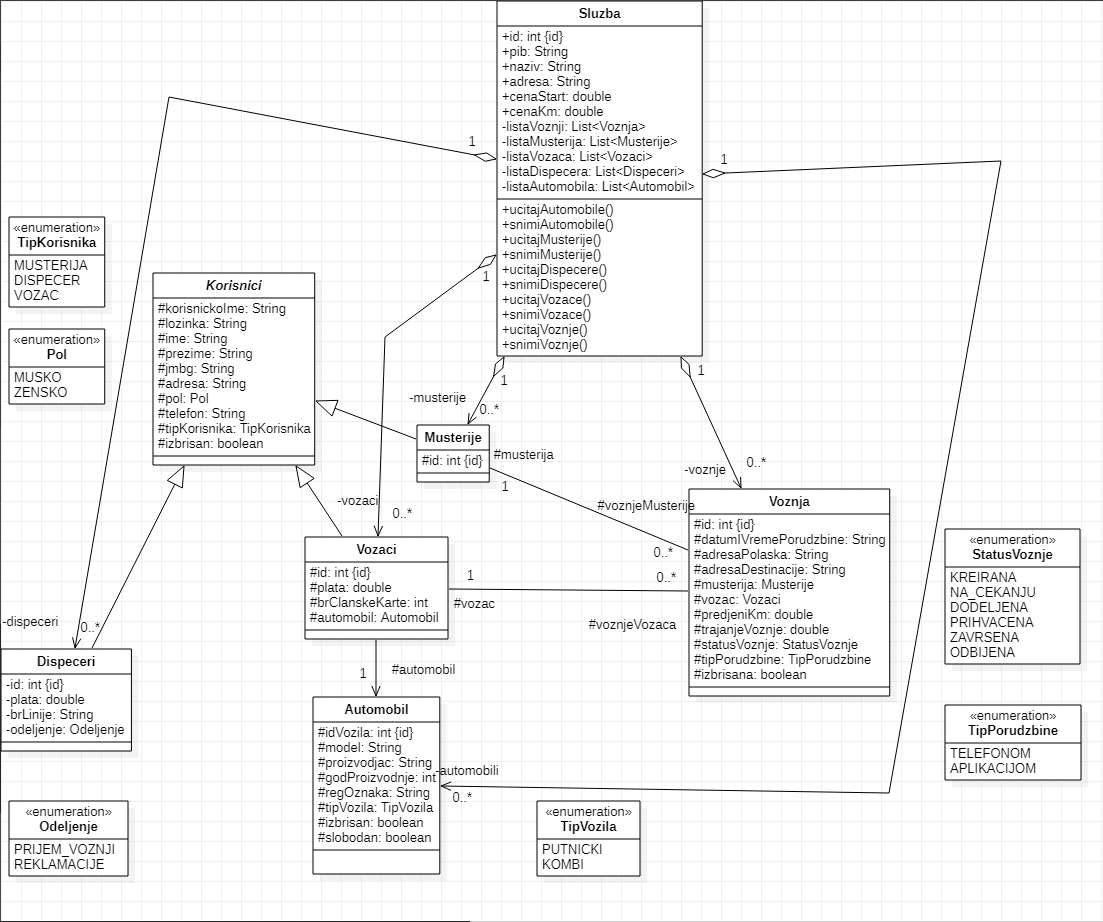 Sluzba
+id: int {id}
+pib: String
+naziv: String
+adresa: String
+cenaStart: double
+cenaKm: double
-listaVoznji: List<Voznja>
-listaMusterija: List<Musterije>
-listaVozaca: List<Vozaci>
-listaDispecera: List<Dispeceri>
-listaAutomobila: List<Automobil>
+ucitajAutomobile()
+snimiAutomobile()
+ucitajMusterije()
+snimiMusterije()
+ucitajDispecere()
+snimiDispecere()
+ucitajVozace()
+snimiVozace()
+ucitajVoznje()
+snimiVoznje()
1
1
1
1
1
«enumeration»
TipKorisnika
MUSTERIJA
DISPECER
VOZAC
«enumeration»
Pol
MUSKO
ZENSKO
Korisnici
#korisnickoIme: String
#lozinka: String
#ime: String
#prezime: String
#jmbg: String
#adresa: String
#pol: Pol
#telefon: String
#tipKorisnika: TipKorisnika
#izbrisan: boolean
-musterije
0..*
Musterije
#id: int {id}
#musterija
1
-voznje
0..*
#voznjeMusterije
0..*
-vozaci
0..*
Vozaci
#id: int {id}
#plata: double
#brClanskeKarte: int
#automobil: Automobil
1
#vozac
0..*
#voznjeVozaca
Voznja
#id: int {id}
#datumIVremePorudzbine: String
#adresaPolaska: String
#adresaDestinacije: String
#musterija: Musterije
#vozac: Vozaci
#predjeniKm: double
#trajanjeVoznje: double
#statusVoznje: StatusVoznje
#tipPorudzbine: TipPorudzbine
#izbrisana: boolean
«enumeration»
StatusVoznje
KREIRANA
NA_CEKANJU
DODELJENA
PRIHVACENA
ZAVRSENA
ODBIJENA
-dispeceri
0..*
Dispeceri
-id: int {id}
-plata: double
-brLinije: String
-odeljenje: Odeljenje
1
#automobil
Automobil
#idVozila: int {id}
#model: String
#proizvodjac: String
#godProizvodnje: int
#regOznaka: String
#tipVozila: TipVozila
#izbrisan: boolean
#slobodan: boolean
-automobili
0..*
«enumeration»
TipPorudzbine
TELEFONOM
APLIKACIJOM
«enumeration»
Odeljenje
PRIJEM_VOZNJI
REKLAMACIJE
«enumeration»
TipVozila
PUTNICKI
KOMBI